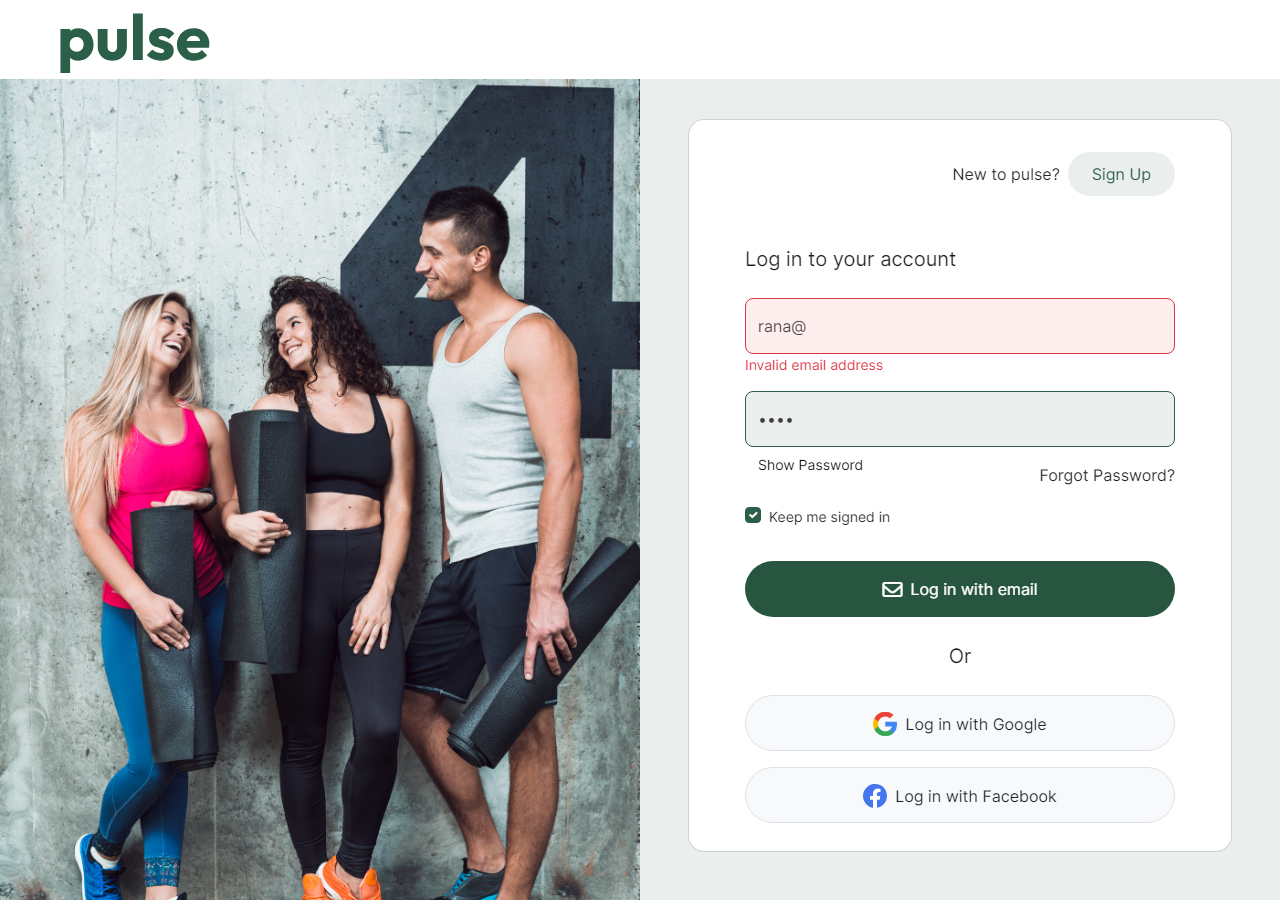 pulse
4
New to pulse? Sign Up
Log in to your account
rana@
Invalid email address
••••
Show Password
Forgot Password?
Keep me signed in
Log in with email
Or
Log in with Google
Log in with Facebook